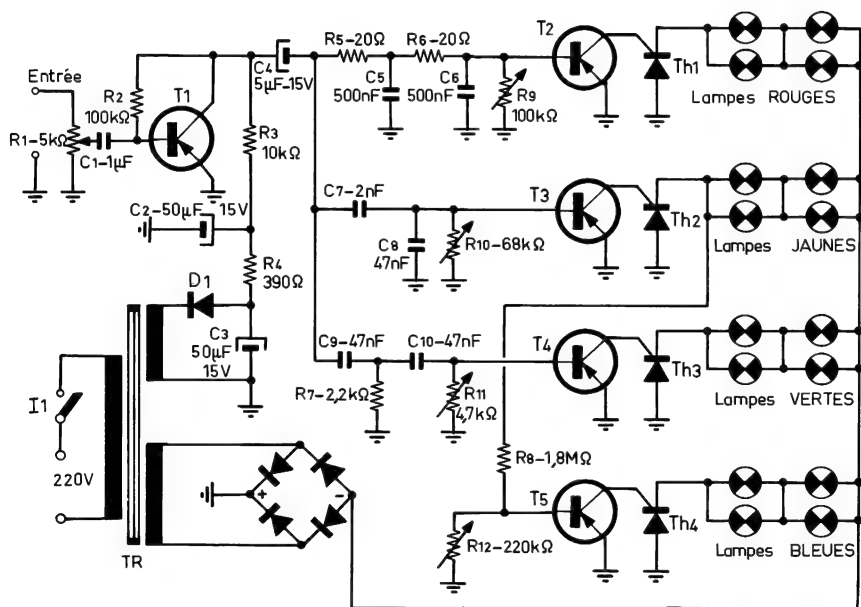 Entrée
R1-5kΩ
C1-1μF
R2
100kΩ
T1
C4
5μF-15V
R3
10kΩ
C2-50μF_15V
R4
390Ω
D1
C3
50μF
15V
I1
220V
TR
+
-
R5-20Ω
R6-20Ω
C5
500nF
C6
500nF
R9
100kΩ
T2
Th1
Lampes ROUGES
C7-2nF
C8
47nF
R10-68kΩ
T3
Th2
Lampes JAUNES
C9-47nF
C10-47nF
R7-2,2kΩ
R11
4,7kΩ
T4
Th3
Lampes VERTES
R8-1,8MΩ
R12-220kΩ
T5
Th4
Lampes BLEUES